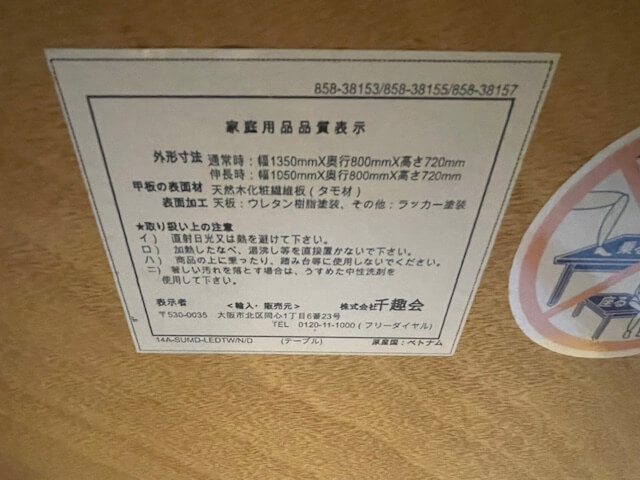 858-38153/858-38155/858-38157
家庭用品品質表示
外形寸法 通常時：幅1350mmX奥行800mmX高さ720mm
伸長時：幅1050mmX奥行800mmX高さ720mm
甲板の表面材 天然木化粧繊維板（タモ材）
表面加工 天板：ウレタン樹脂塗装、その他：ラッカー塗装
★取り扱い上の注意
イ） 直射日光又は熱を避けて下さい。
ロ） 加熱したなべ、湯沸し等を直接置かないで下さい。
ハ） 商品の上に乗ったり、踏み台等に使用しないでください。
ニ） 著しい汚れを落とす場合は、うすめた中性洗剤を
使用して下さい。
表示者 <輸入・販売元> 株式会社千趣会
〒530-0035 大阪市北区同心1丁目6番23号
TEL 0120-11-1000（フリーダイヤル）
14A-SUMD-LEDTW/N/D （テーブル） 原産国：ベトナム
座る